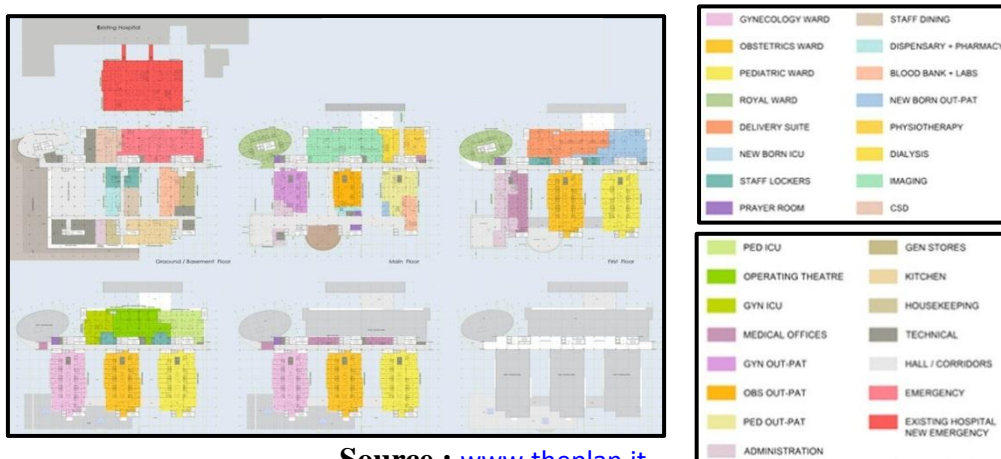 Existing Hospital
Graound / Basement Floor
Main Floor
First Floor
GYNECOLOGY WARD
OBSTETRICS WARD
PEDIATRIC WARD
ROYAL WARD
DELIVERY SUITE
NEW BORN ICU
STAFF LOCKERS
PRAYER ROOM
STAFF DINING
DISPENSARY + PHARMACY
BLOOD BANK + LABS
NEW BORN OUT-PAT
PHYSIOTHERAPY
DIALYSIS
IMAGING
CSD
PED ICU
OPERATING THEATRE
GYN ICU
MEDICAL OFFICES
GYN OUT-PAT
OBS OUT-PAT
PED OUT-PAT
ADMINISTRATION
GEN STORES
KITCHEN
HOUSEKEEPING
TECHNICAL
HALL / CORRIDORS
EMERGENCY
EXISTING HOSPITAL
NEW EMERGENCY
Source : www.theplan.it